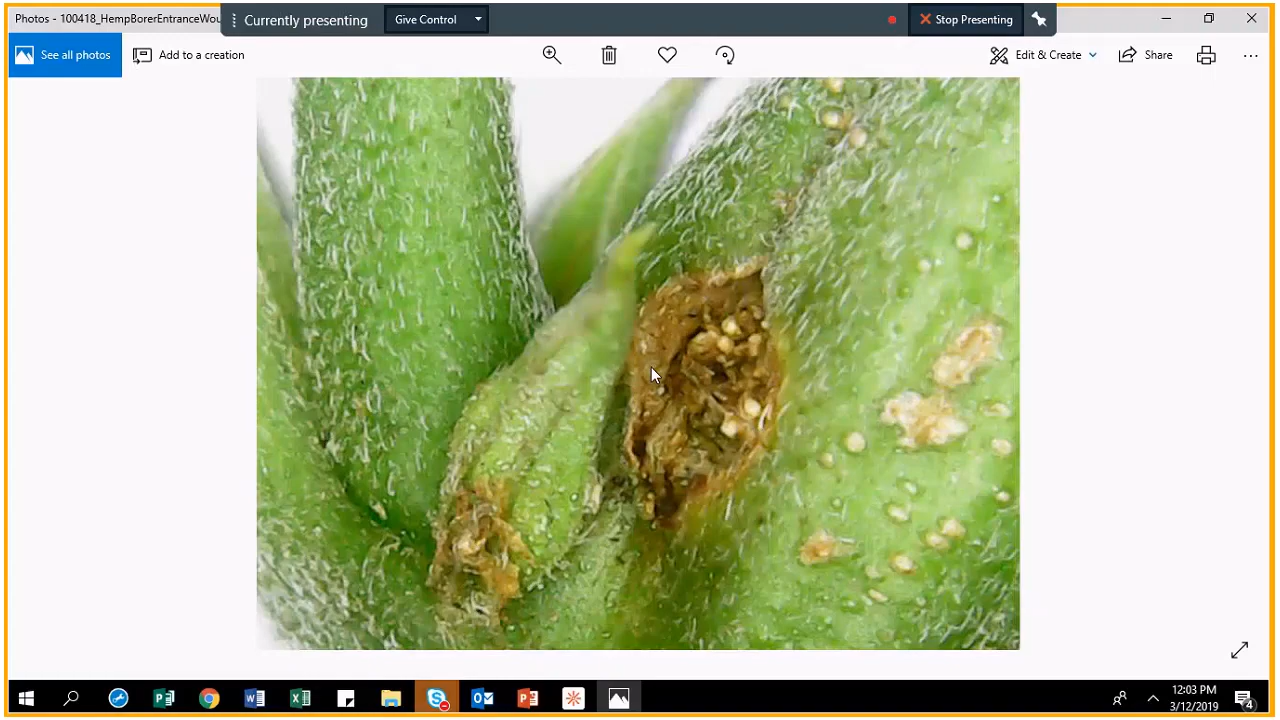 Photos - 100418_HempBorerEntranceWou
Currently presenting
Give Control
Stop Presenting
See all photos
Add to a creation
Edit & Create
Share
12:03 PM
3/12/2019
4